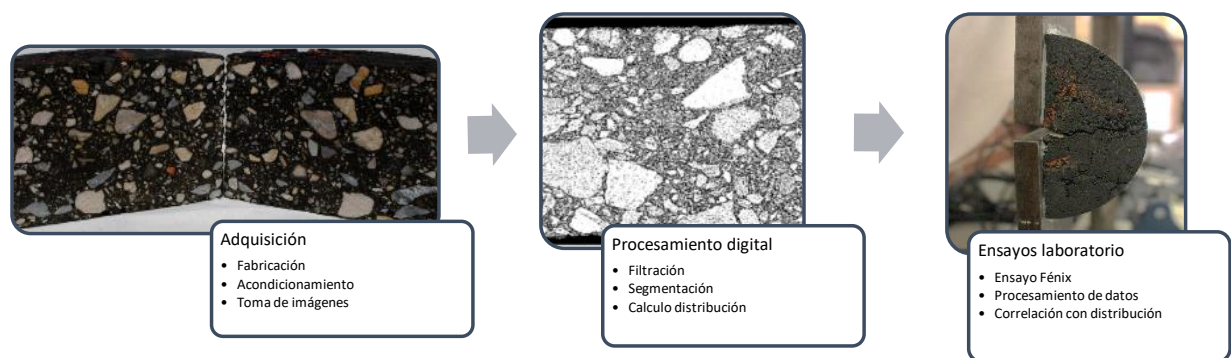 Adquisición
• Fabricación
• Acondicionamiento
• Toma de imágenes
Procesamiento digital
• Filtración
• Segmentación
• Calculo distribución
Ensayos laboratorio
• Ensayo Fénix
• Procesamiento de datos
• Correlación con distribución